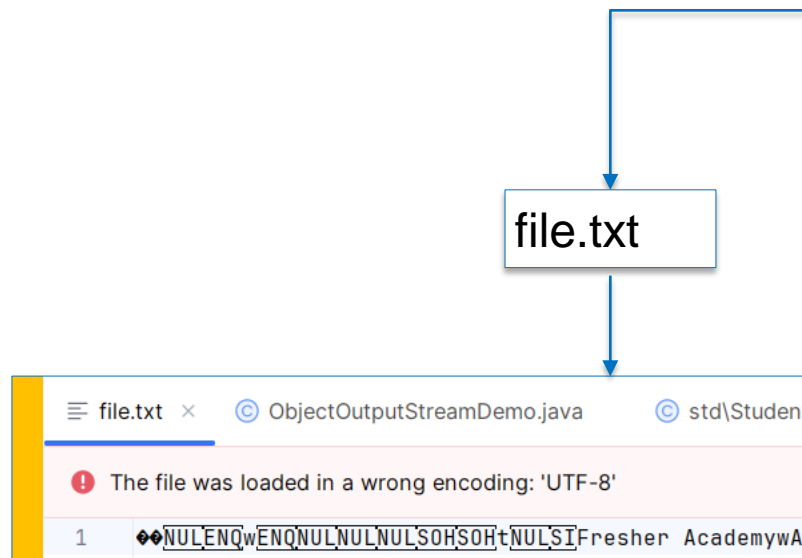 file.txt
file.txt × © ObjectOutputStreamDemo.java © std\Studen
The file was loaded in a wrong encoding: 'UTF-8'
1 ��NULENQwENQNULNULNULSOHSOHtNULSIFresher AcademywA